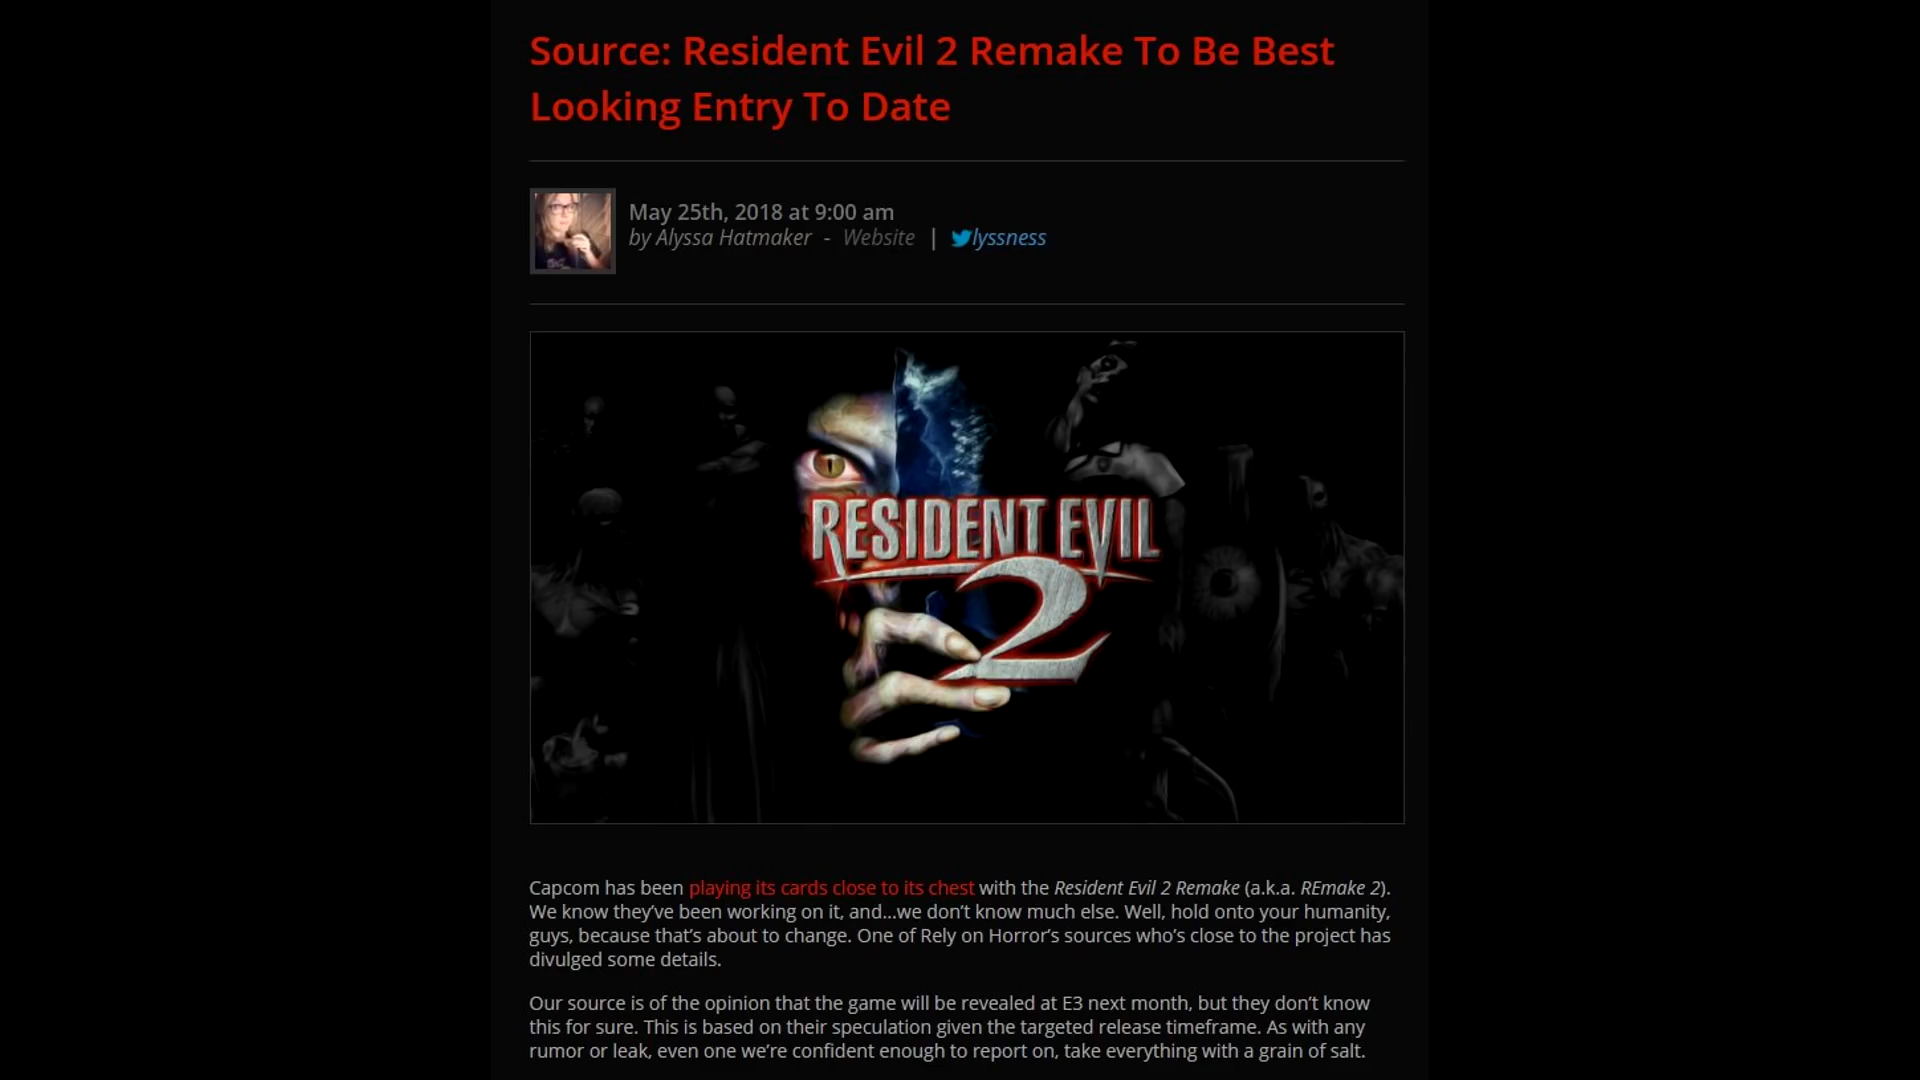 Source: Resident Evil 2 Remake To Be Best
Looking Entry To Date
May 25th, 2018 at 9:00 am
by Alyssa Hatmaker - Website | lyssness
RESIDENT EVIL
2
Capcom has been playing its cards close to its chest with the Resident Evil 2 Remake (a.k.a. REmake 2).
We know they've been working on it, and...we don't know much else. Well, hold onto your humanity,
guys, because that's about to change. One of Rely on Horror's sources who's close to the project has
divulged some details.
Our source is of the opinion that the game will be revealed at E3 next month, but they don't know
this for sure. This is based on their speculation given the targeted release timeframe. As with any
rumor or leak, even one we're confident enough to report on, take everything with a grain of salt.